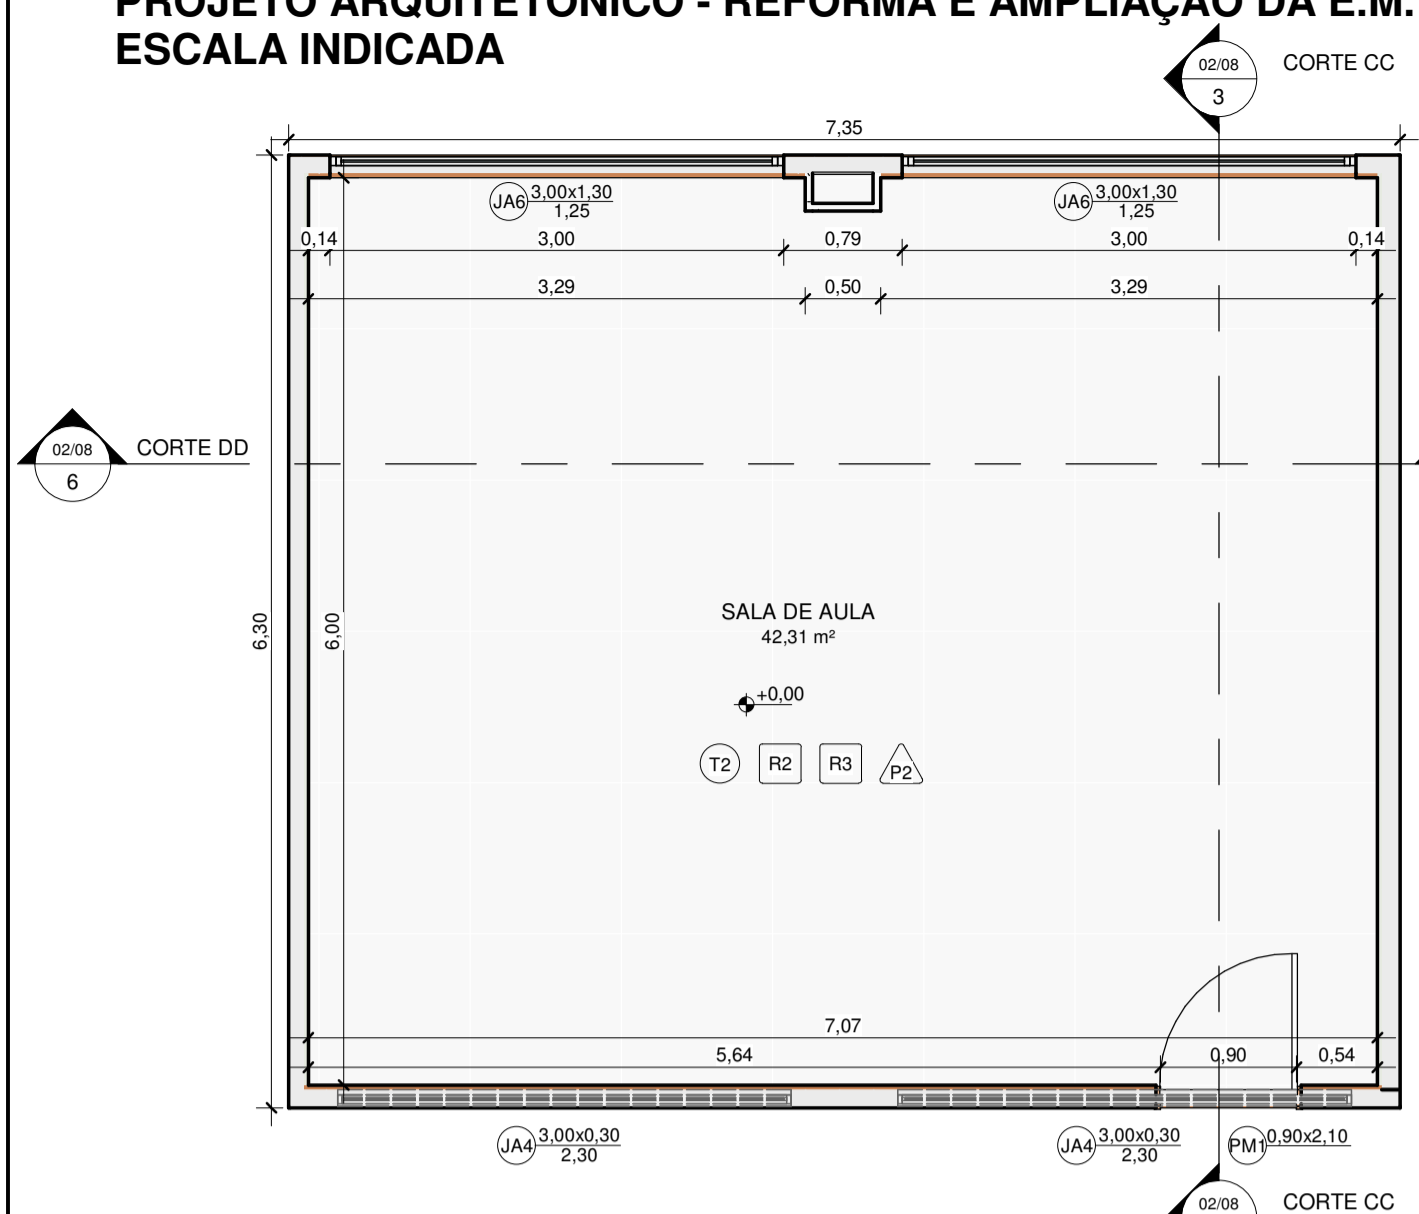 PROJETO ARQUITETÔNICO - REFORMA E AMPLIAÇÃO DA E.M.
ESCALA INDICADA
02/08
3
CORTE CC
7,35
JA6 3,00x1,30
1,25
JA6 3,00x1,30
1,25
0,14 3,00 0,79 3,00 0,14
3,29 0,50 3,29
02/08
6
CORTE DD
6,30
6,00
SALA DE AULA
42,31 m²
+0,00
T2 R2 R3 P2
7,07
5,64 0,90 0,54
JA4 3,00x0,30
2,30
JA4 3,00x0,30
2,30
PM1 0,90x2,10
02/08
CORTE CC